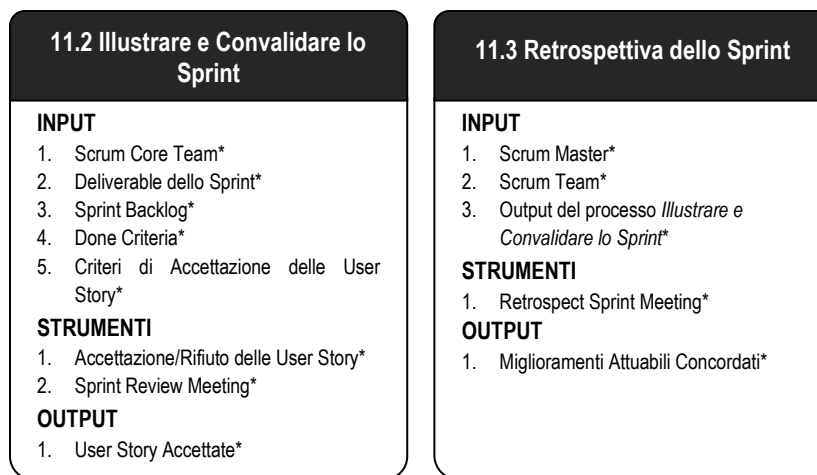 11.2 Illustrare e Convalidare lo
Sprint
INPUT
1. Scrum Core Team*
2. Deliverable dello Sprint*
3. Sprint Backlog*
4. Done Criteria*
5. Criteri di Accettazione delle User
Story*
STRUMENTI
1. Accettazione/Rifiuto delle User Story*
2. Sprint Review Meeting*
OUTPUT
1. User Story Accettate*
11.3 Retrospettiva dello Sprint
INPUT
1. Scrum Master*
2. Scrum Team*
3. Output del processo Illustrare e
Convalidare lo Sprint*
STRUMENTI
1. Retrospect Sprint Meeting*
OUTPUT
1. Miglioramenti Attuabili Concordati*